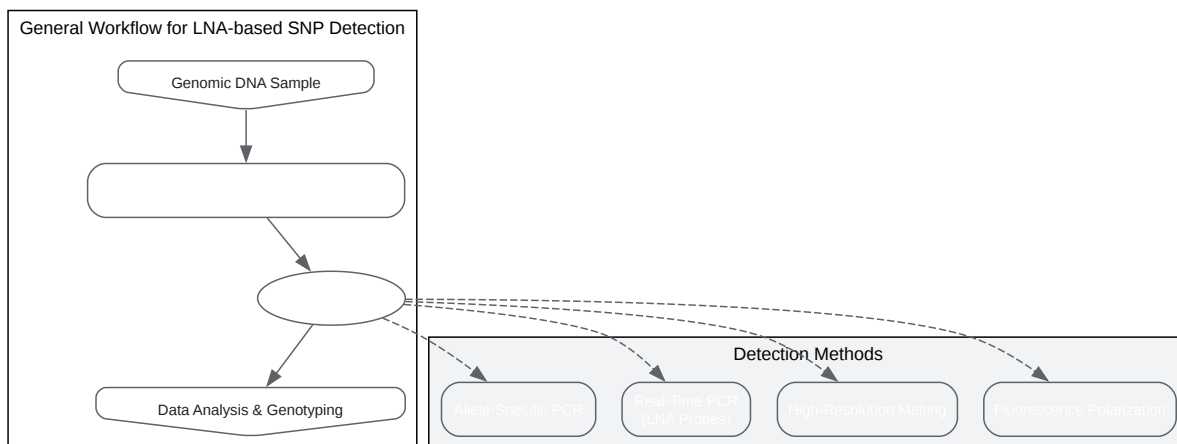 General Workflow for LNA-based SNP Detection
Genomic DNA Sample
Data Analysis & Genotyping
Detection Methods
Allele-Specific PCR
Real-Time PCR
(LNA Probes)
High-Resolution Melting
Fluorescence Polarization